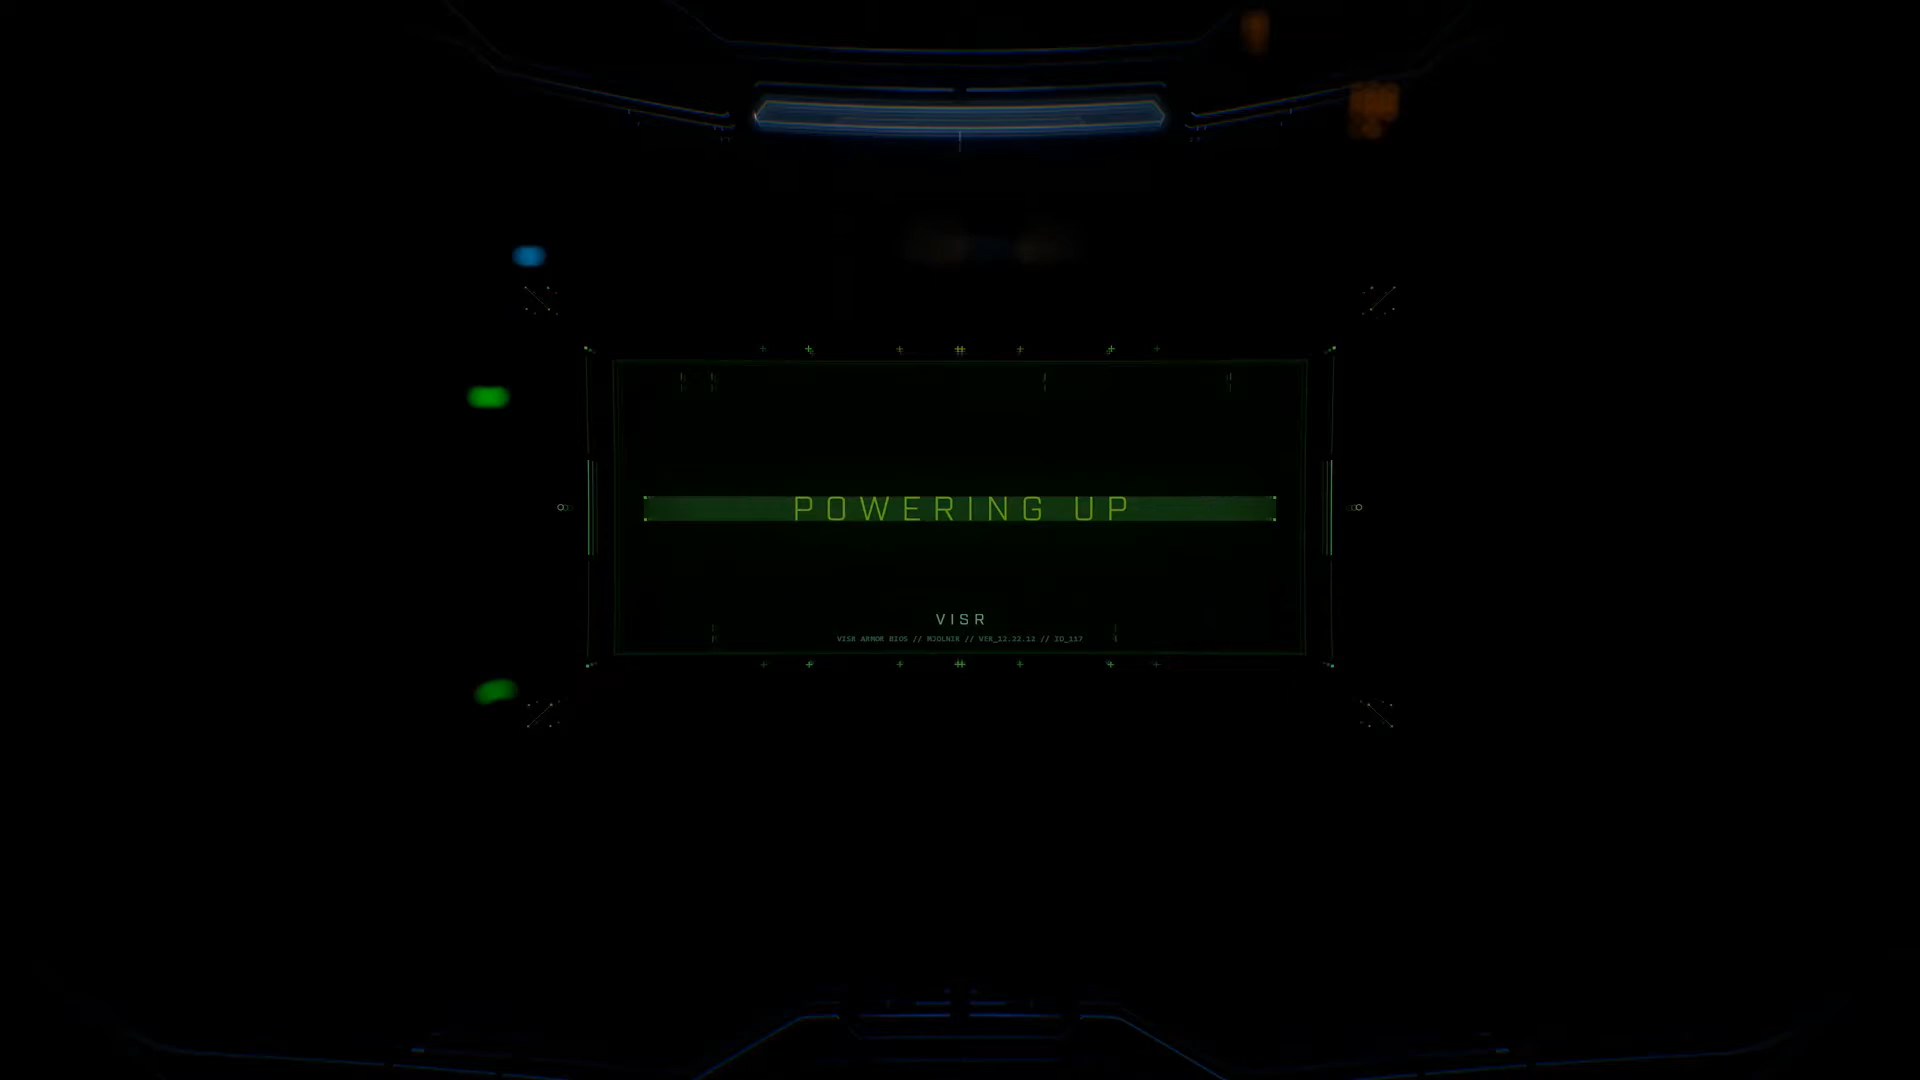 POWERING UP
VISR
VISR ARMOR BIOS // MJOLNIR // VER_12.22.12 // ID_117